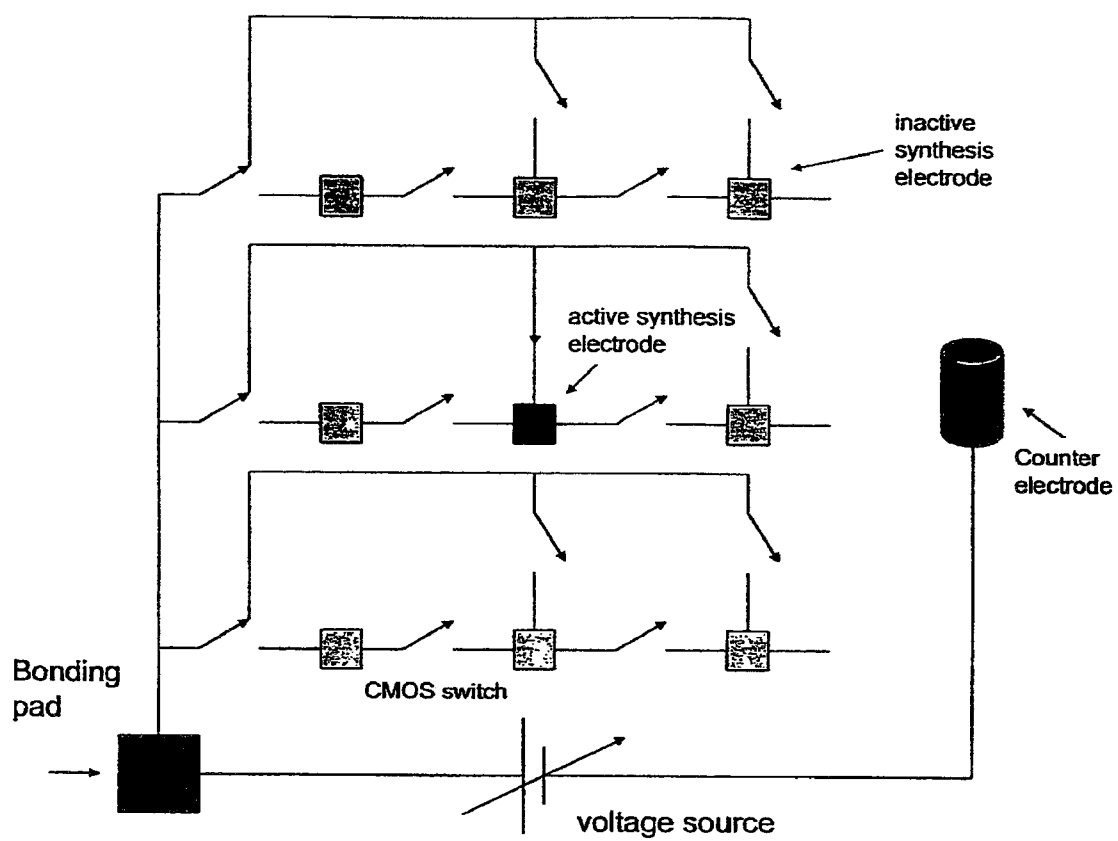 inactive
synthesis
electrode
active synthesis
electrode
Counter
electrode
Bonding
pad
CMOS switch
voltage source